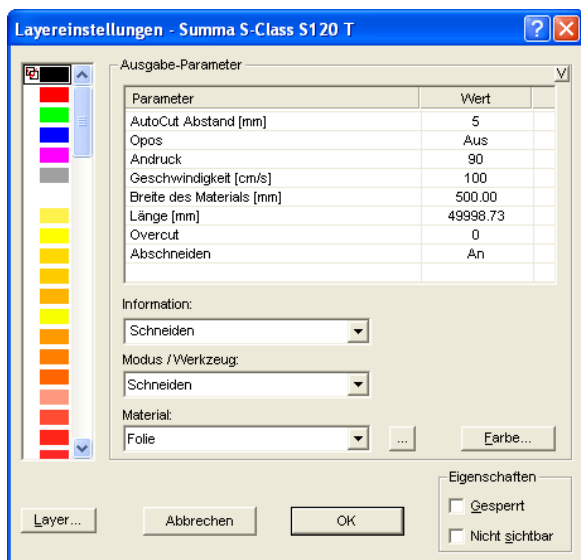 Layereinstellungen - Summa S-Class S120 T
Ausgabe-Parameter
V
Parameter Wert
AutoCut Abstand [mm] 5
Opos Aus
Andruck 90
Geschwindigkeit [cm/s] 100
Breite des Materials [mm] 500.00
Länge [mm] 49998.73
Overcut 0
Abschneiden An
Information:
Schneiden
Modus / Werkzeug:
Schneiden
Material:
Folie
...
Farbe...
Eigenschaften
Gesperrt
Nicht sichtbar
Layer...
Abbrechen
OK